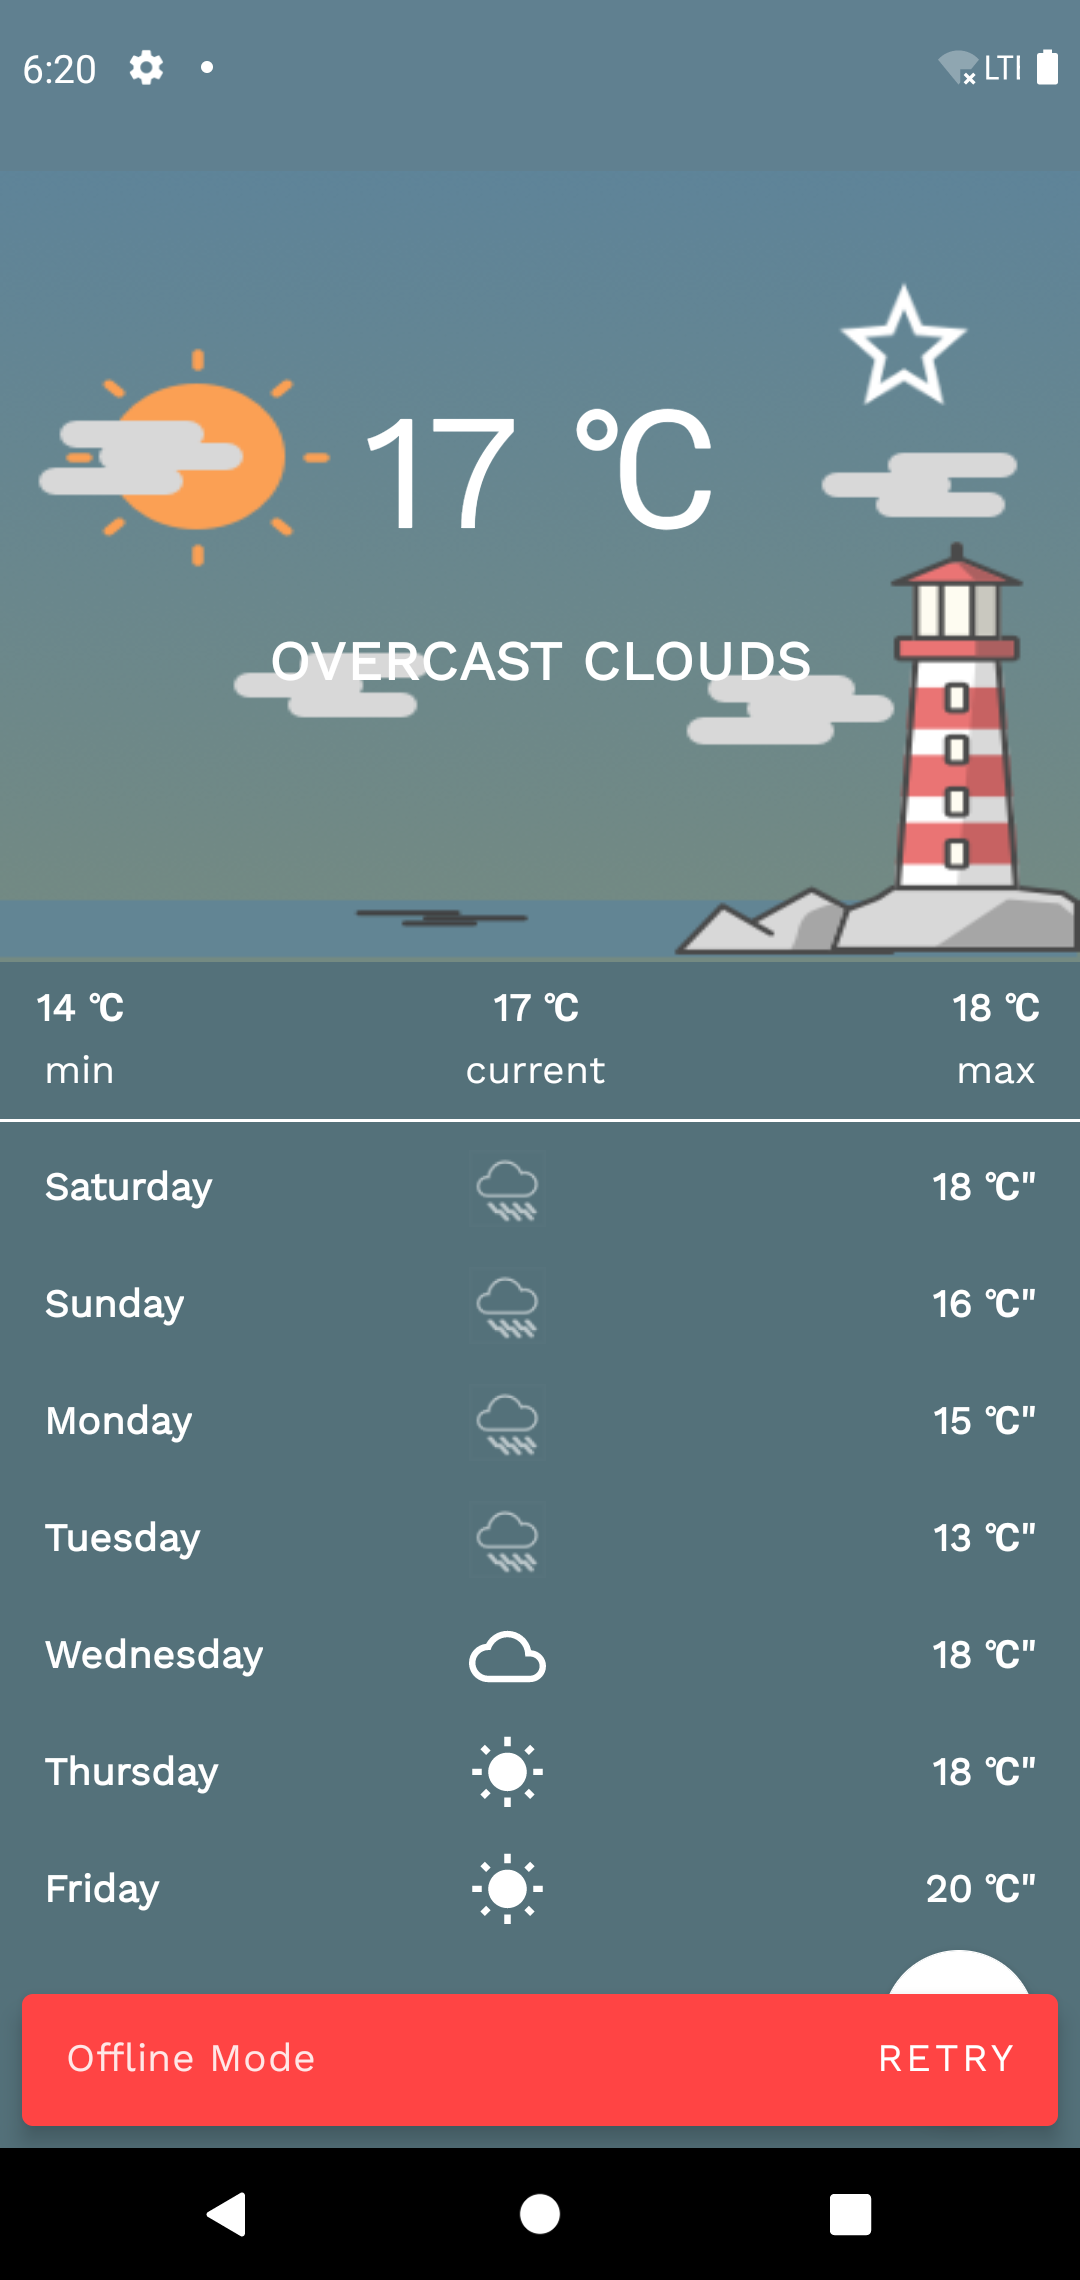 6:20 LTI
17 °C
OVERCAST CLOUDS
14 °C 17 °C 18 °C
min current max
Saturday 18 °C"
Sunday 16 °C"
Monday 15 °C"
Tuesday 13 °C"
Wednesday 18 °C"
Thursday 18 °C"
Friday 20 °C"
Offline Mode RETRY